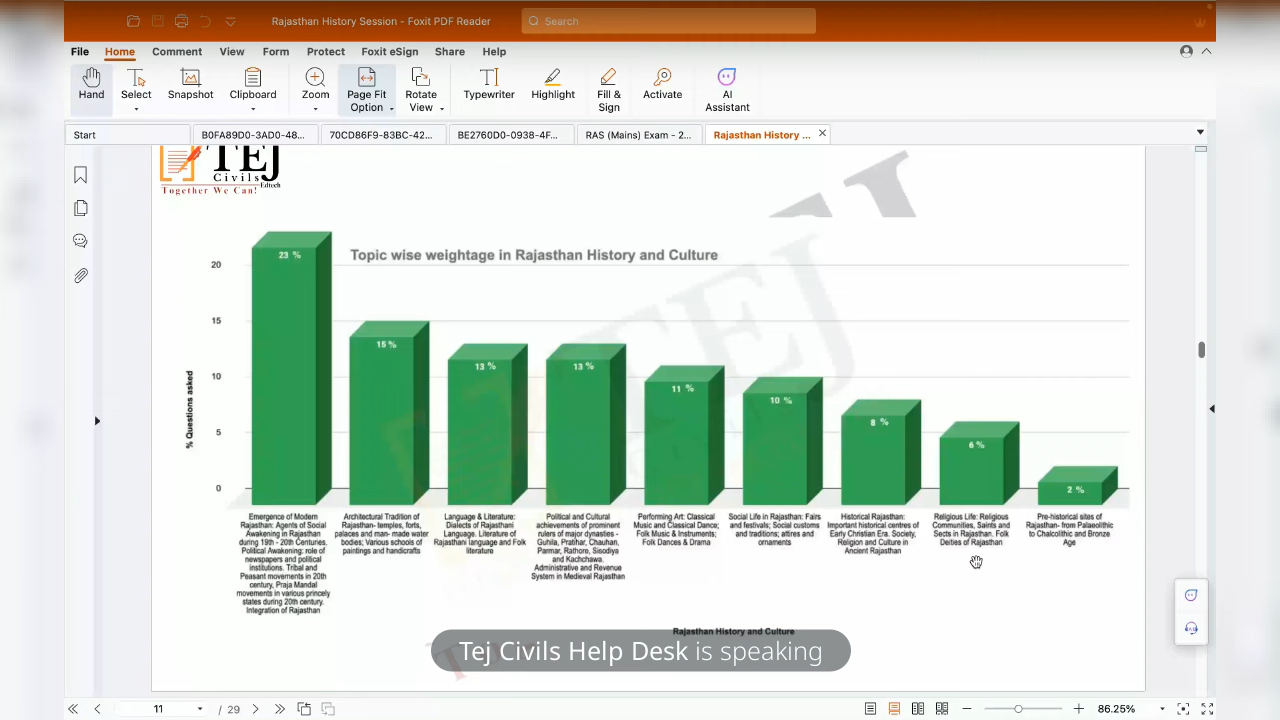 Rajasthan History Session - Foxit PDF Reader
Search
File Home Comment View Form Protect Foxit eSign Share Help
Hand
Select
Snapshot
Clipboard
Zoom
Page Fit
Option
Rotate
View
Typewriter
Highlight
Fill &
Sign
Activate
AI
Assistant
Start
B0FA89D0-3AD0-48...
70CD86F9-83BC-42...
BE2760D0-0938-4F...
RAS (Mains) Exam - 2...
Rajasthan History ...
TEJ
Civils
Edtech
Together We Can!
TEJ
Topic wise weightage in Rajasthan History and Culture
% Questions asked
20
15
10
5
0
23 %
15 %
13 %
13 %
11 %
10 %
8 %
6 %
2 %
Emergence of Modern
Rajasthan: Agents of Social
Awakening in Rajasthan
during 19th - 20th Centuries.
Political Awakening: role of
newspapers and political
institutions. Tribal and
Peasant movements in 20th
century, Praja Mandal
movements in various princely
states during 20th century.
Integration of Rajasthan
Architectural Tradition of
Rajasthan- temples, forts,
palaces and man- made water
bodies; Various schools of
paintings and handicrafts
Language & Literature:
Dialects of Rajasthani
Language. Literature of
Rajasthani language and Folk
literature
Political and Cultural
achievements of prominent
rulers of major dynasties -
Guhila, Pratihar, Chauhan,
Parmar, Rathore, Sisodiya
and Kachchawa.
Administrative and Revenue
System in Medieval Rajasthan
Performing Art: Classical
Music and Classical Dance;
Folk Music & Instruments;
Folk Dances & Drama
Social Life in Rajasthan: Fairs
and festivals; Social customs
and traditions; attires and
ornaments
Historical Rajasthan:
Important historical centres of
Early Christian Era. Society,
Religion and Culture in
Ancient Rajasthan
Religious Life: Religious
Communities, Saints and
Sects in Rajasthan. Folk
Deities of Rajasthan
Pre-historical sites of
Rajasthan- from Palaeolithic
to Chalcolithic and Bronze
Age
Rajasthan History and Culture
Tej Civils Help Desk is speaking
11 / 29
86.25%